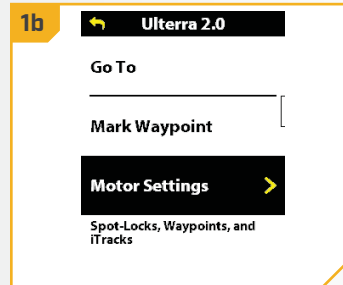 1b
Ulterra 2.0
Go To
Mark Waypoint
Motor Settings
Spot-Locks, Waypoints, and
iTracks